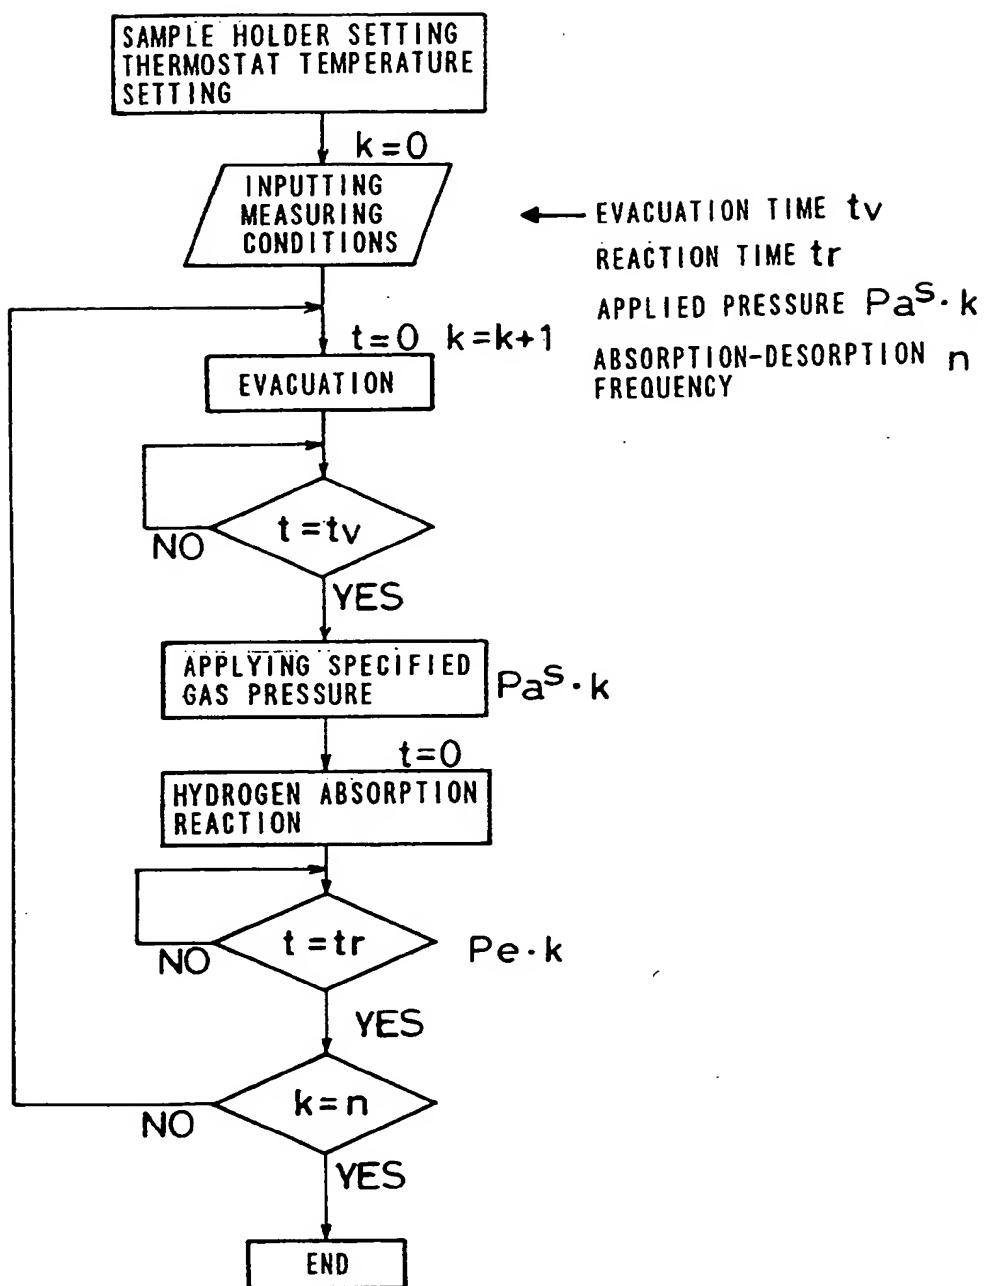 SAMPLE HOLDER SETTING
THERMOSTAT TEMPERATURE
SETTING
k=0
INPUTTING
MEASURING
CONDITIONS
EVACUATION TIME tv
REACTION TIME tr
APPLIED PRESSURE Pa^S·k
ABSORPTION-DESORPTION n
FREQUENCY
t=0 k=k+1
EVACUATION
t=tv
NO
YES
APPLYING SPECIFIED
GAS PRESSURE
Pa^S·k
t=0
HYDROGEN ABSORPTION
REACTION
t=tr
NO
Pe·k
YES
k=n
NO
YES
END